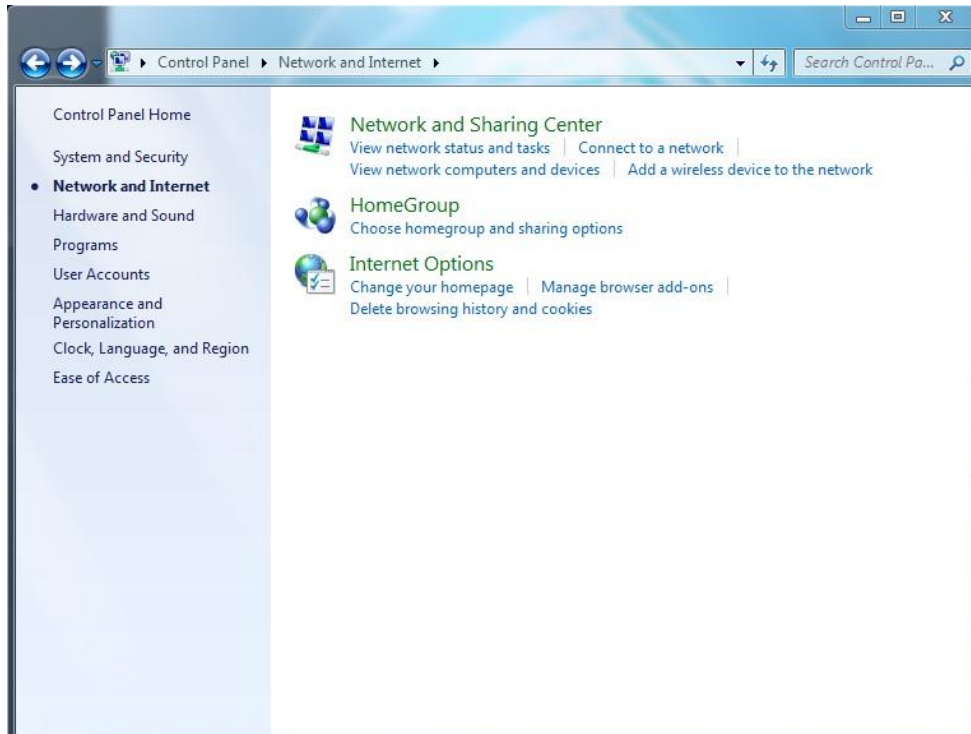 Control Panel Network and Internet
Search Control Pa...
Control Panel Home
System and Security
Network and Internet
Hardware and Sound
Programs
User Accounts
Appearance and
Personalization
Clock, Language, and Region
Ease of Access
Network and Sharing Center
View network status and tasks Connect to a network
View network computers and devices Add a wireless device to the network
HomeGroup
Choose homegroup and sharing options
Internet Options
Change your homepage Manage browser add-ons
Delete browsing history and cookies